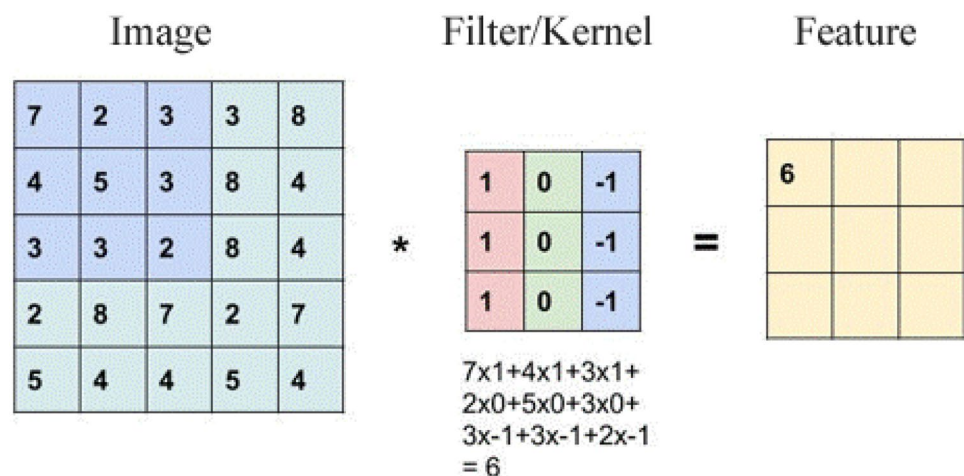 Image Filter/Kernel Feature
7 2 3 3 8
4 5 3 8 4
3 3 2 8 4
2 8 7 2 7
5 4 4 5 4
*
1 0 -1
1 0 -1
1 0 -1
7x1+4x1+3x1+
2x0+5x0+3x0+
3x-1+3x-1+2x-1
= 6
=
6